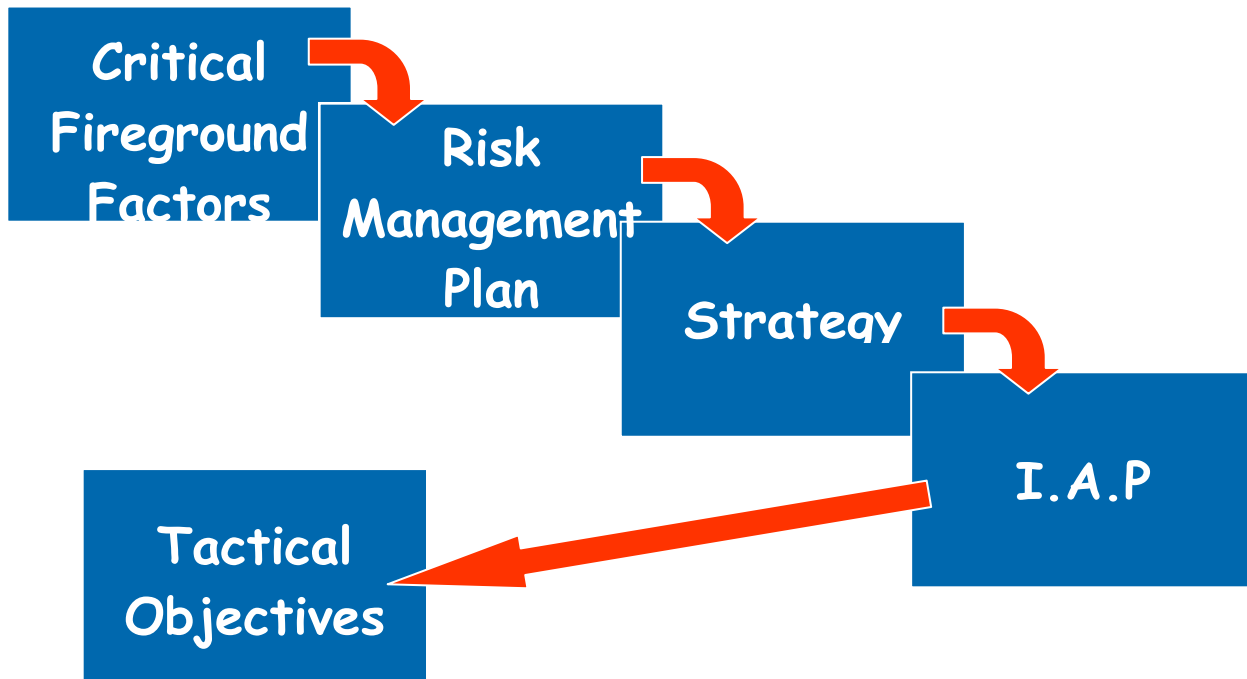 Critical
Fireground
Factors
Risk
Management
Plan
Strategy
I.A.P
Tactical
Objectives